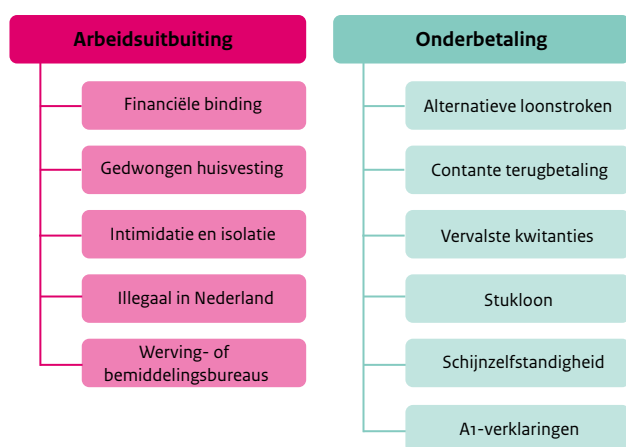 Arbeidsuitbuiting
Financiële binding
Gedwongen huisvesting
Intimidatie en isolatie
Illegaal in Nederland
Werving- of
bemiddelingsbureaus
Onderbetaling
Alternatieve loonstroken
Contante terugbetaling
Vervalste kwitanties
Stukloon
Schijnzelfstandigheid
A1-verklaringen